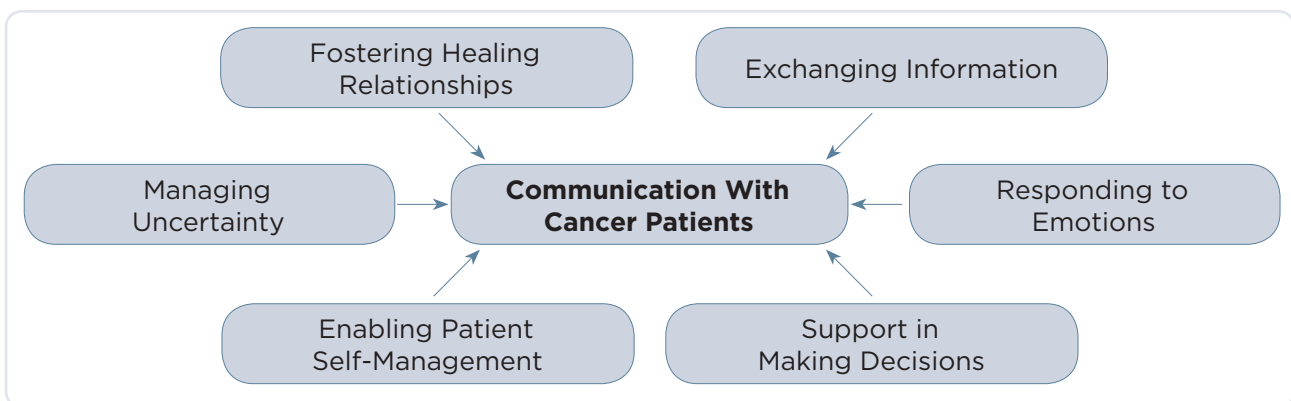 Fostering Healing
Relationships
Exchanging Information
Managing
Uncertainty
Communication With
Cancer Patients
Responding to
Emotions
Enabling Patient
Self-Management
Support in
Making Decisions